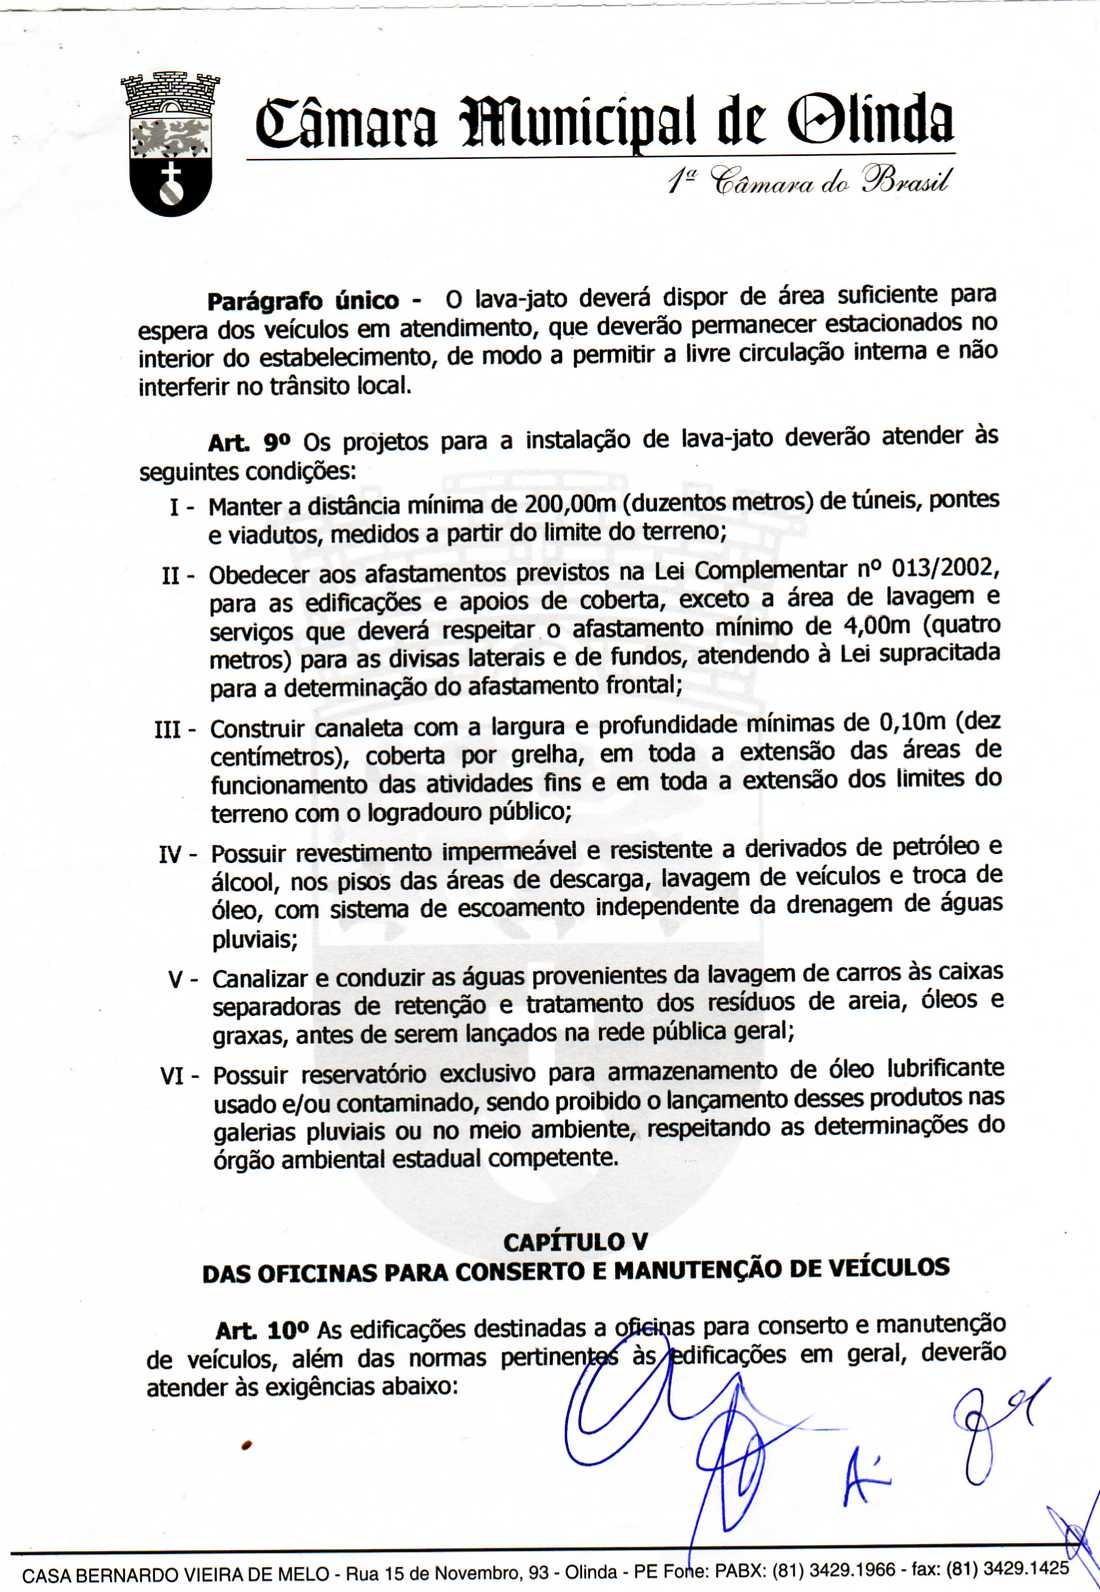 Câmara Municipal de Olinda
1ª Câmara do Brasil
Parágrafo único - O lava-jato deverá dispor de área suficiente para
espera dos veículos em atendimento, que deverão permanecer estacionados no
interior do estabelecimento, de modo a permitir a livre circulação interna e não
interferir no trânsito local.
Art. 9º Os projetos para a instalação de lava-jato deverão atender às
seguintes condições:
I - Manter a distância mínima de 200,00m (duzentos metros) de túneis, pontes
e viadutos, medidos a partir do limite do terreno;
II - Obedecer aos afastamentos previstos na Lei Complementar nº 013/2002,
para as edificações e apoios de coberta, exceto a área de lavagem e
serviços que deverá respeitar o afastamento mínimo de 4,00m (quatro
metros) para as divisas laterais e de fundos, atendendo à Lei supracitada
para a determinação do afastamento frontal;
III - Construir canaleta com a largura e profundidade mínimas de 0,10m (dez
centímetros), coberta por grelha, em toda a extensão das áreas de
funcionamento das atividades fins e em toda a extensão dos limites do
terreno com o logradouro público;
IV - Possuir revestimento impermeável e resistente a derivados de petróleo e
álcool, nos pisos das áreas de descarga, lavagem de veículos e troca de
óleo, com sistema de escoamento independente da drenagem de águas
pluviais;
V - Canalizar e conduzir as águas provenientes da lavagem de carros às caixas
separadoras de retenção e tratamento dos resíduos de areia, óleos e
graxas, antes de serem lançados na rede pública geral;
VI - Possuir reservatório exclusivo para armazenamento de óleo lubrificante
usado e/ou contaminado, sendo proibido o lançamento desses produtos nas
galerias pluviais ou no meio ambiente, respeitando as determinações do
órgão ambiental estadual competente.
CAPÍTULO V
DAS OFICINAS PARA CONSERTO E MANUTENÇÃO DE VEÍCULOS
Art. 10º As edificações destinadas a oficinas para conserto e manutenção
de veículos, além das normas pertinentes às edificações em geral, deverão
atender às exigências abaixo:
CASA BERNARDO VIEIRA DE MELO - Rua 15 de Novembro, 93 - Olinda - PE Fone: PABX: (81) 3429.1966 - fax: (81) 3429.1425